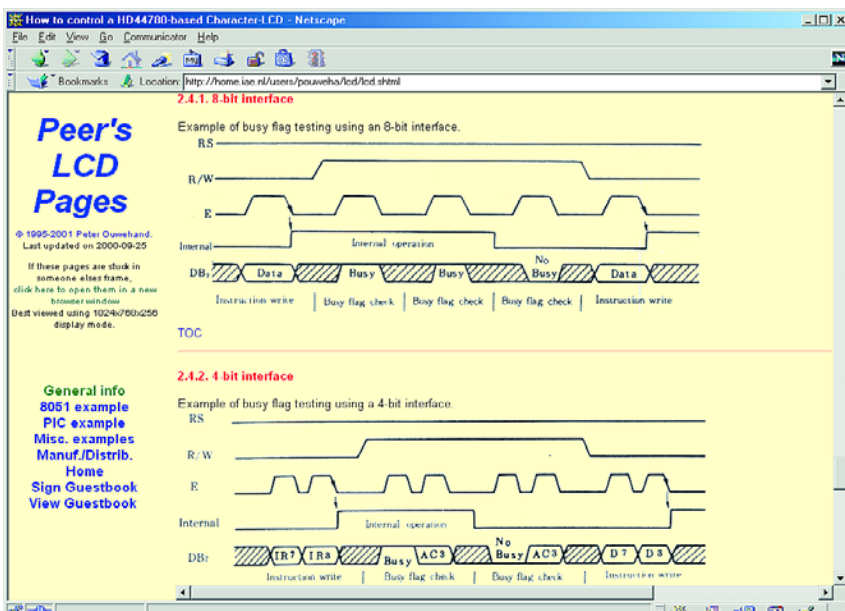 How to control a HD44780-based Character-LCD - Netscape
File Edit View Go Communicator Help
Bookmarks Location: http://home.iae.nl/users/pouweha/lcd/lcd.shtml
Peer's
LCD
Pages
© 1995-2001 Peter Ouwehand.
Last updated on 2000-09-25
If these pages are stuck in
someone elses frame,
click here to open them in a new
browser window
Best viewed using 1024x768x256
display mode.
General info
8051 example
PIC example
Misc. examples
Manuf./Distrib.
Home
Sign Guestbook
View Guestbook
2.4.1. 8-bit interface
Example of busy flag testing using an 8-bit interface.
RS
R/W
E
Internal
Internal operation
DB7 Data Busy Busy No Busy Data
Instruction write Busy flag check Busy flag check Busy flag check Instruction write
TOC
2.4.2. 4-bit interface
Example of busy flag testing using a 4-bit interface.
RS
R/W
E
Internal
Internal operation
DB7 IR7 IR3 Busy AC3 No Busy AC3 D7 D3
Instruction write Busy flag check Busy flag check Instruction write